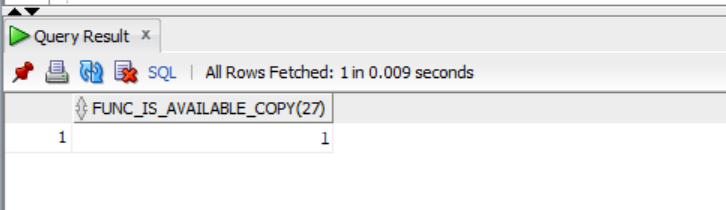 Query Result x
SQL | All Rows Fetched: 1 in 0.009 seconds
FUNC_IS_AVAILABLE_COPY(27)
1 1